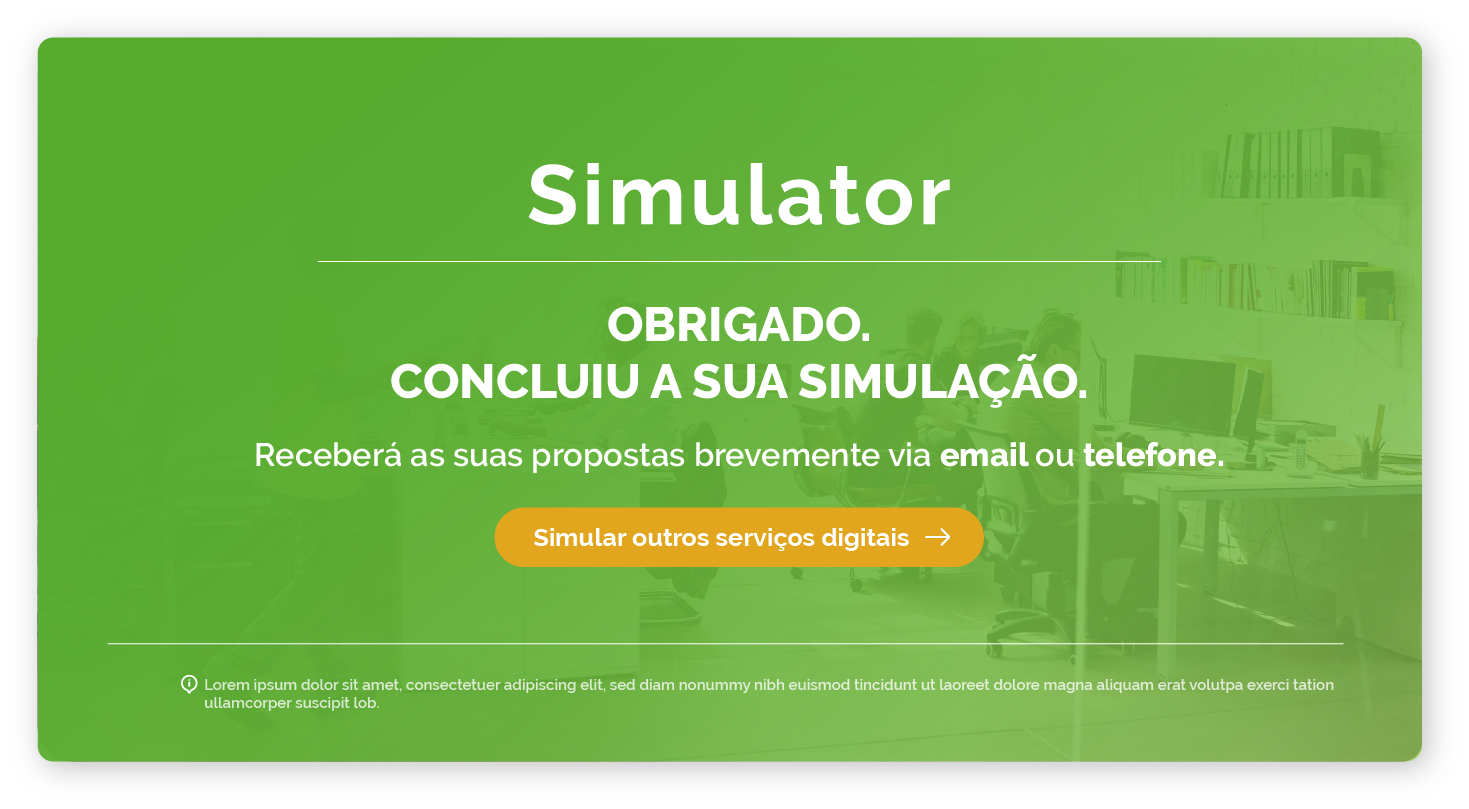 Simulator
OBRIGADO.
CONCLUIU A SUA SIMULAÇÃO.
Receberá as suas propostas brevemente via email ou telefone.
Simular outros serviços digitais →
Lorem ipsum dolor sit amet, consectetuer adipiscing elit, sed diam nonummy nibh euismod tincidunt ut laoreet dolore magna aliquam erat volutpa exerci tation
ullamcorper suscipit lob.